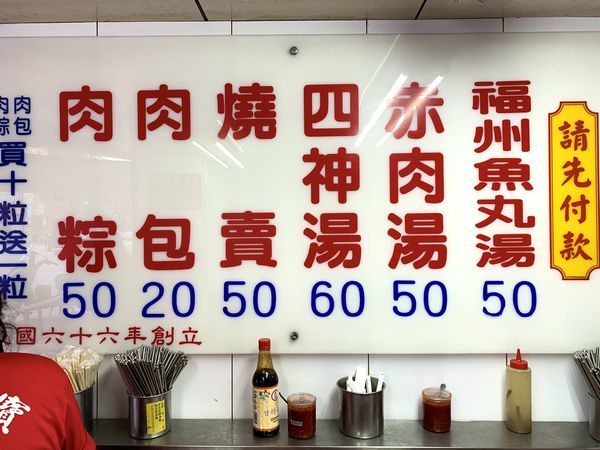 請先付款
福州魚丸湯
50
赤肉湯
50
四神湯
60
燒賣
50
肉包
20
肉粽
50
肉包
肉粽
買十粒送一粒
國六十六年創立